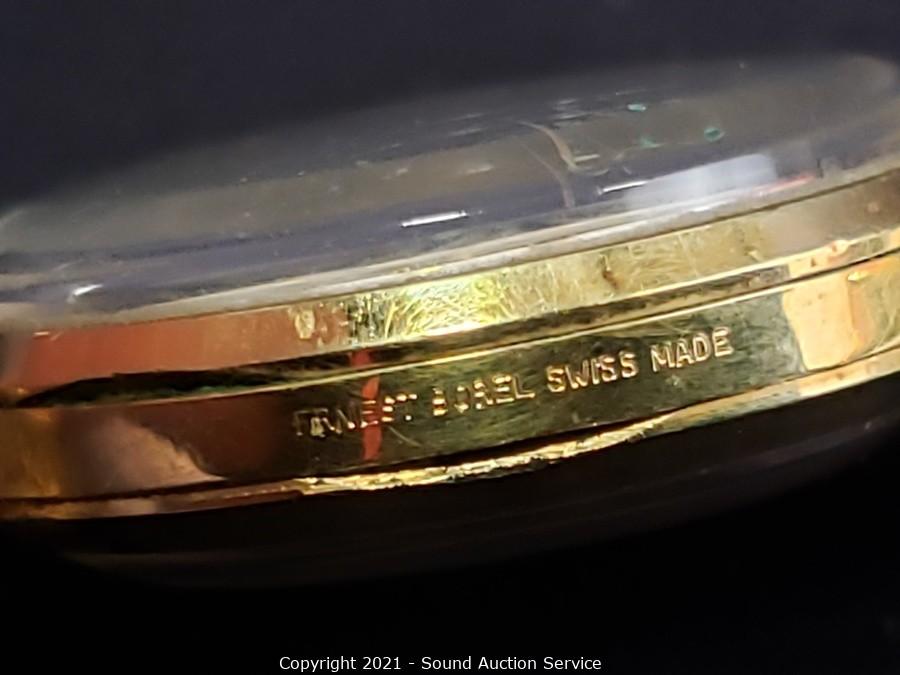 ERNEST BOREL SWISS MADE
Copyright 2021 - Sound Auction Service